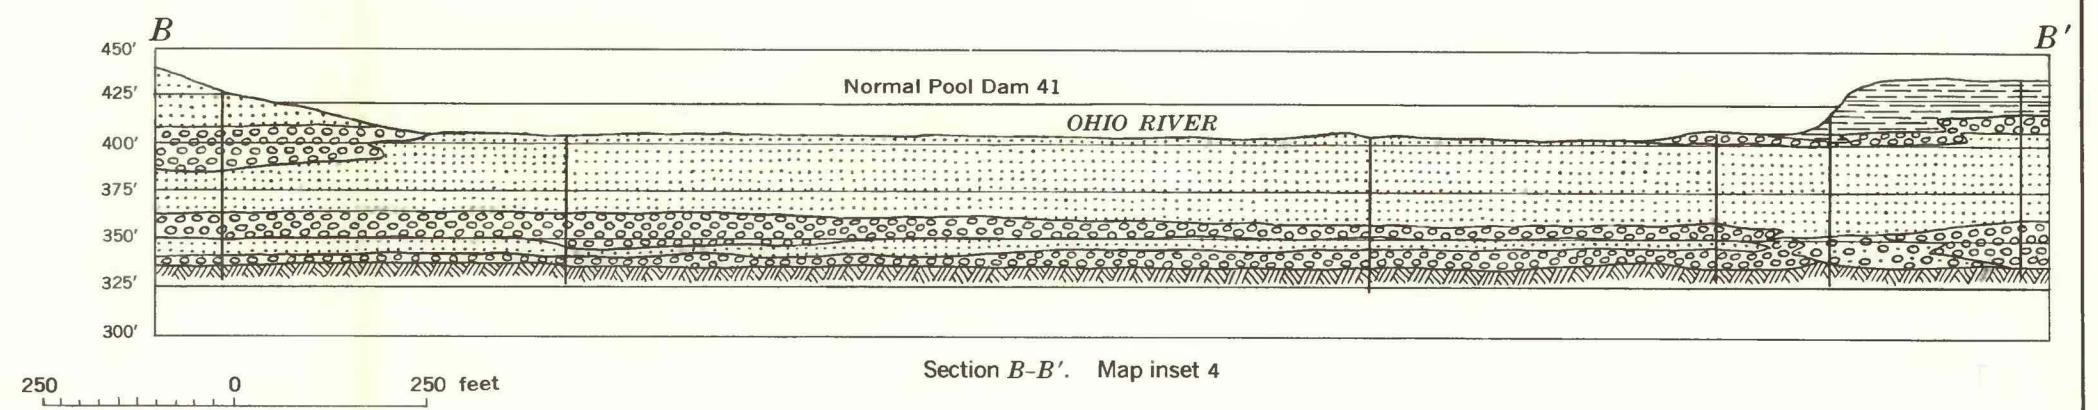 B B'
450'
425'
400'
375'
350'
325'
300'
Normal Pool Dam 41
OHIO RIVER
Section B-B'. Map inset 4
250 0 250 feet